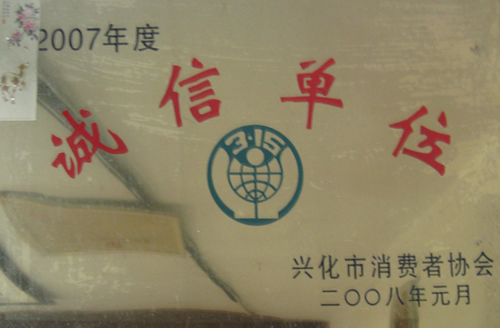 2007年度
诚信单位
3·15
兴化市消费者协会
二〇〇八年元月